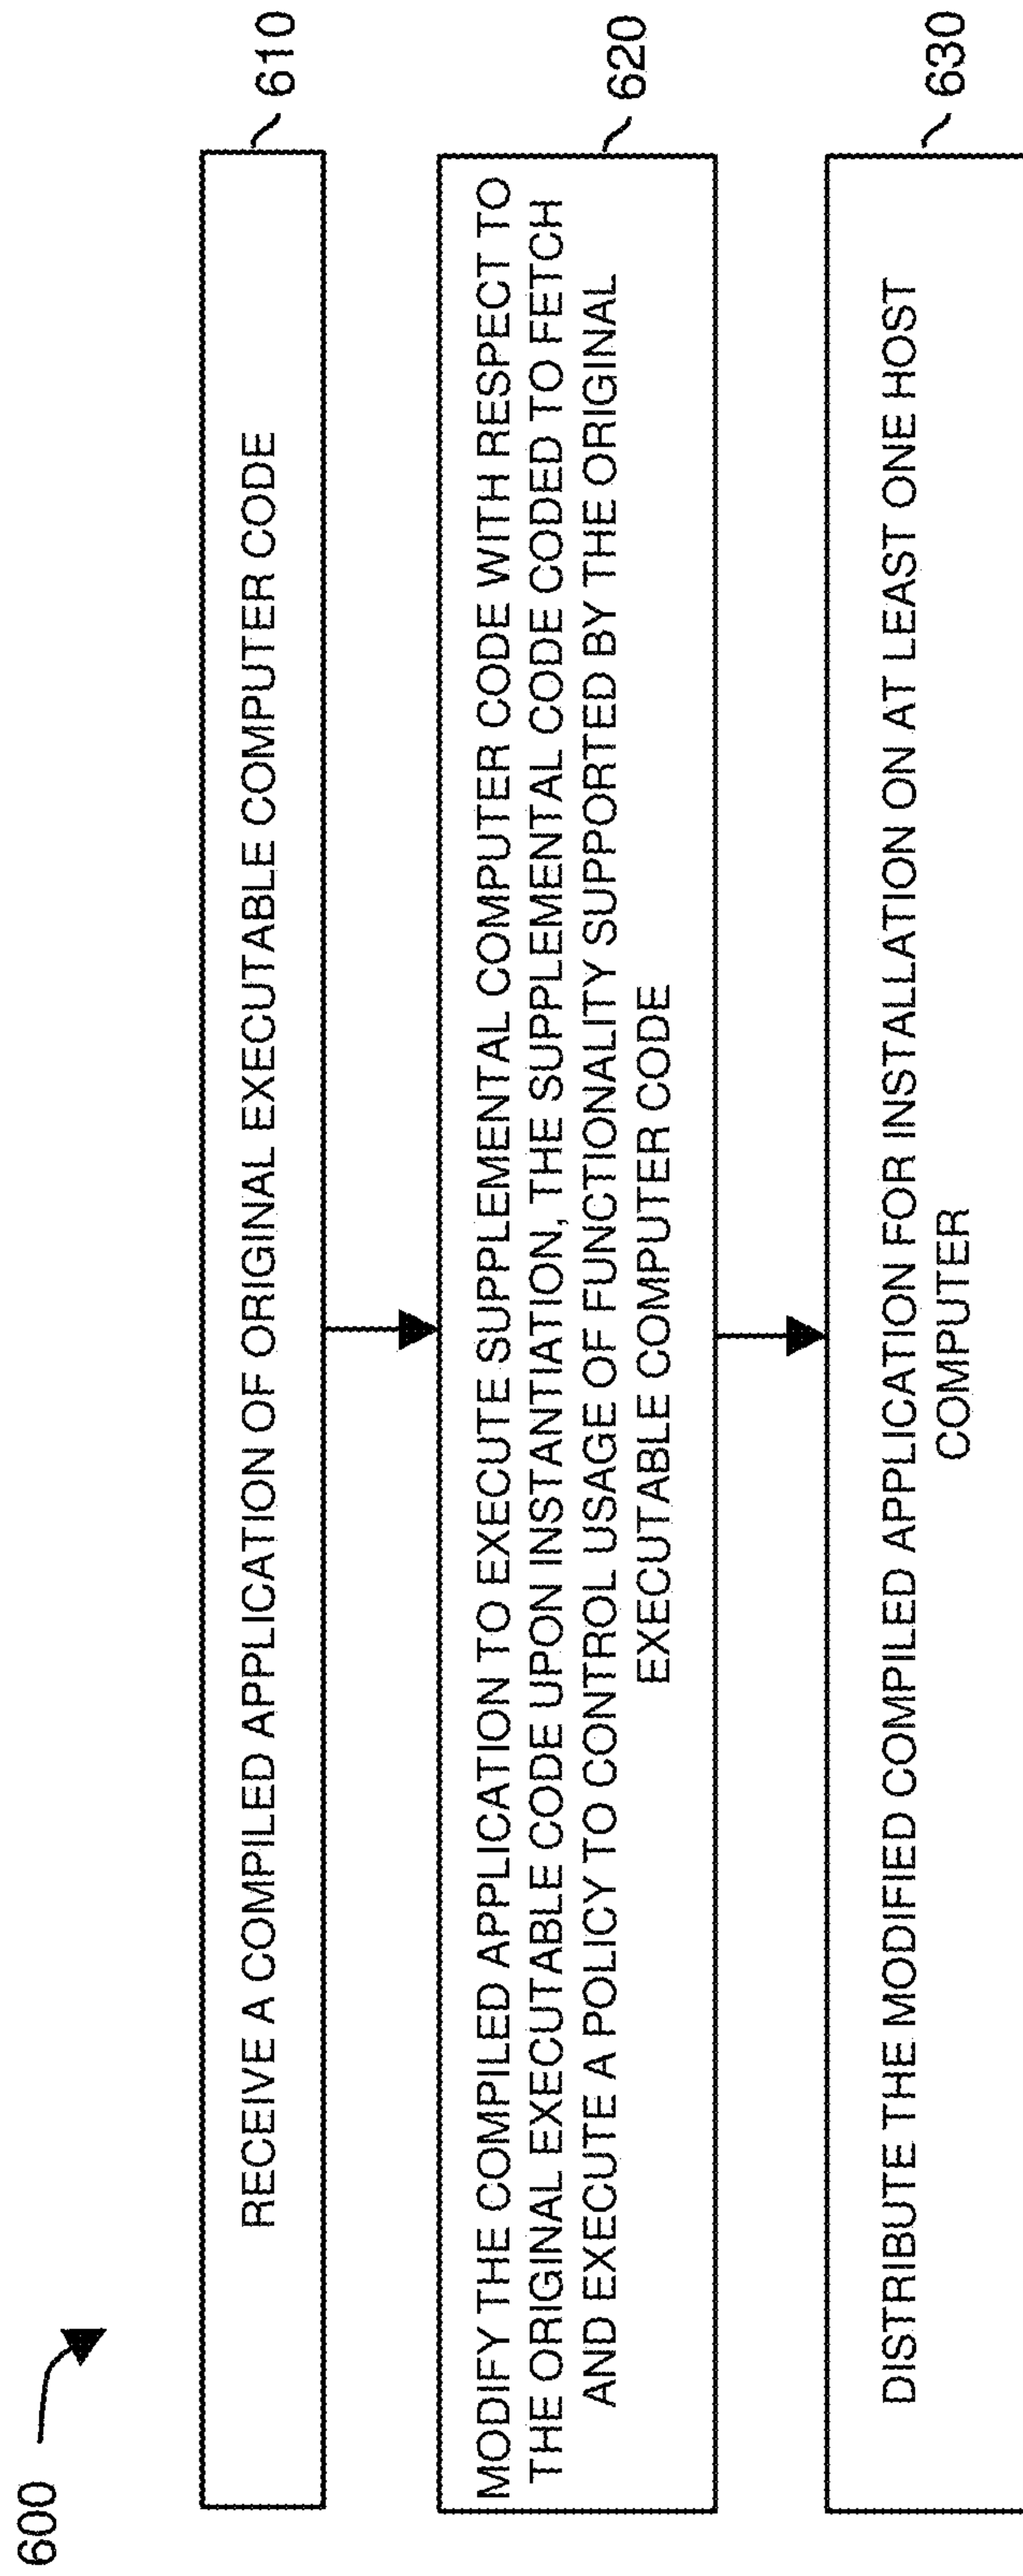 600
RECEIVE A COMPILED APPLICATION OF ORIGINAL EXECUTABLE COMPUTER CODE
610
MODIFY THE COMPILED APPLICATION TO EXECUTE SUPPLEMENTAL COMPUTER CODE WITH RESPECT TO
THE ORIGINAL EXECUTABLE CODE UPON INSTANTIATION, THE SUPPLEMENTAL CODE CODED TO FETCH
AND EXECUTE A POLICY TO CONTROL USAGE OF FUNCTIONALITY SUPPORTED BY THE ORIGINAL
EXECUTABLE COMPUTER CODE
620
DISTRIBUTE THE MODIFIED COMPILED APPLICATION FOR INSTALLATION ON AT LEAST ONE HOST
COMPUTER
630